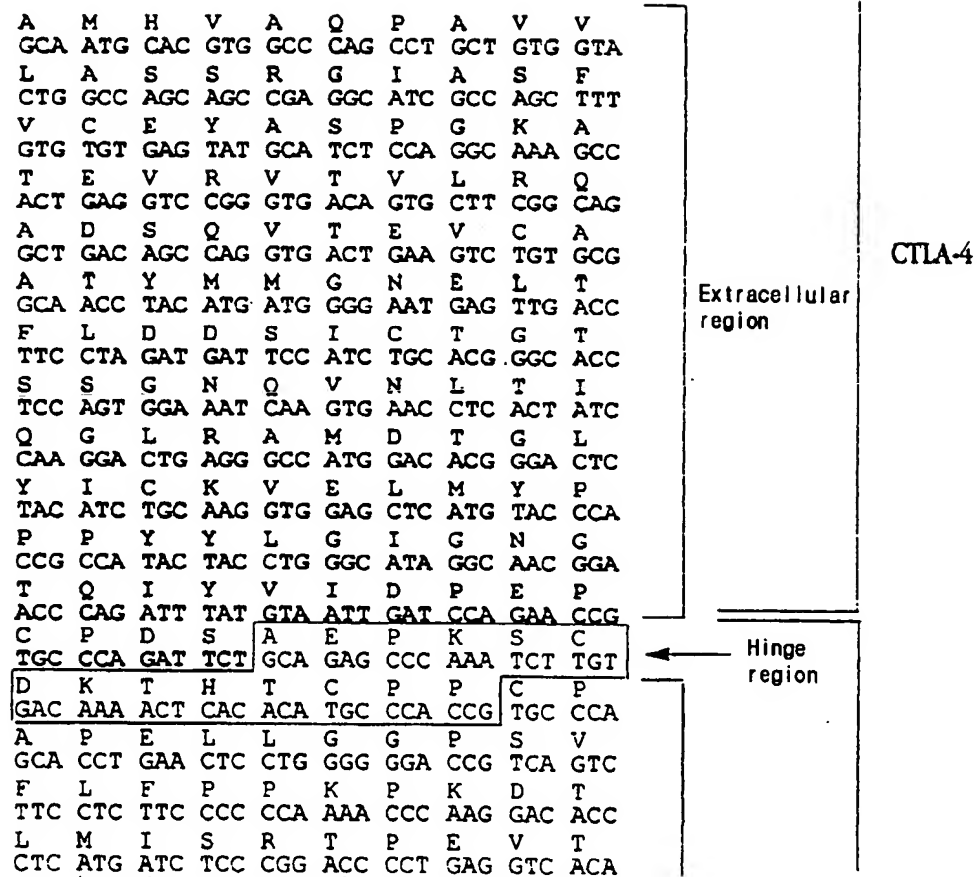 A M H V A Q P A V V
GCA ATG CAC GTG GCC CAG CCT GCT GTG GTA
L A S S R G I A S F
CTG GCC AGC AGC CGA GGC ATC GCC AGC TTT
V C E Y A S P G K A
GTG TGT GAG TAT GCA TCT CCA GGC AAA GCC
T E V R V T V L R Q
ACT GAG GTC CGG GTG ACA GTG CTT CGG CAG
A D S Q V T E V C A
GCT GAC AGC CAG GTG ACT GAA GTC TGT GCG
A T Y M M G N E L T
GCA ACC TAC ATG ATG GGG AAT GAG TTG ACC
F L D D S I C T G T
TTC CTA GAT GAT TCC ATC TGC ACG GGC ACC
S S G N Q V N L T I
TCC AGT GGA AAT CAA GTG AAC CTC ACT ATC
Q G L R A M D T G L
CAA GGA CTG AGG GCC ATG GAC ACG GGA CTC
Y I C K V E L M Y P
TAC ATC TGC AAG GTG GAG CTC ATG TAC CCA
P P Y Y L G I G N G
CCG CCA TAC TAC CTG GGC ATA GGC AAC GGA
T Q I Y V I D P E P
ACC CAG ATT TAT GTA ATT GAT CCA GAA CCG
C P D S A E P K S C
TGC CCA GAT TCT GCA GAG CCC AAA TCT TGT
D K T H T C P P C P
GAC AAA ACT CAC ACA TGC CCA CCG TGC CCA
A P E L L G G P S V
GCA CCT GAA CTC CTG GGG GGA CCG TCA GTC
F L F P P K P K D T
TTC CTC TTC CCC CCA AAA CCC AAG GAC ACC
L M I S R T P E V T
CTC ATG ATC TCC CGG ACC CCT GAG GTC ACA
Extracellular
region
CTLA-4
Hinge
region